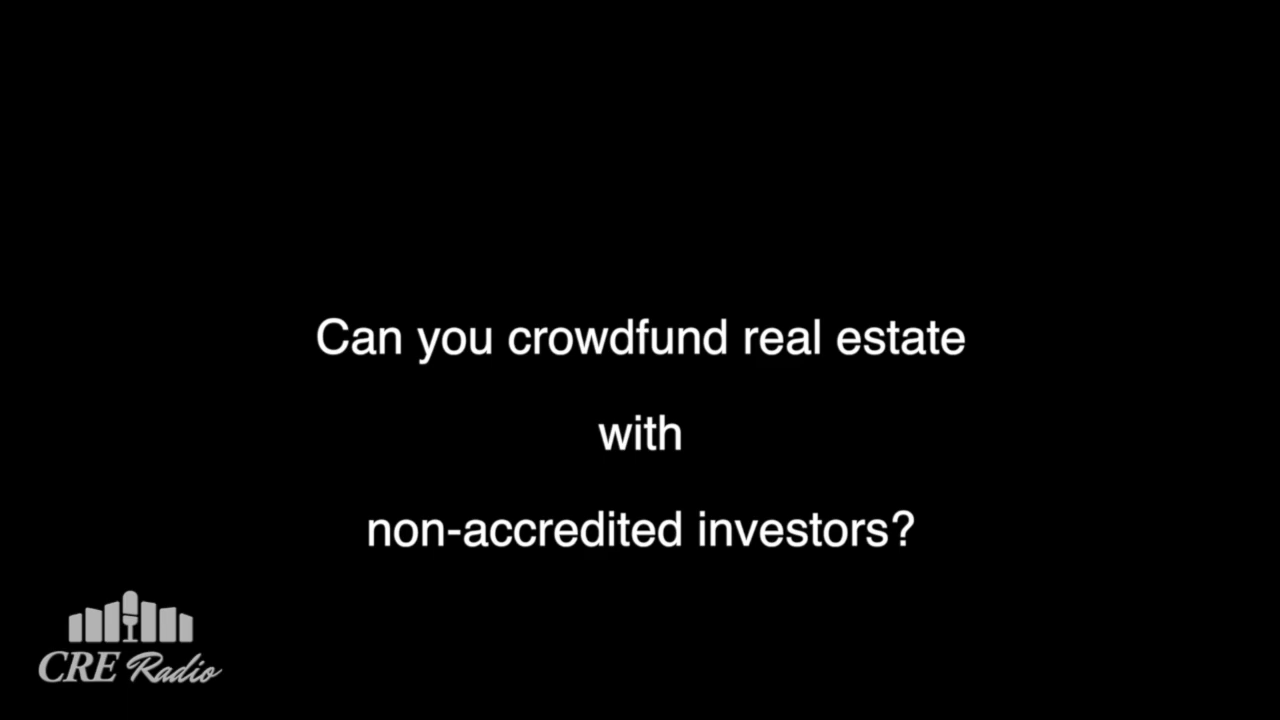 Can you crowdfund real estate
with
non-accredited investors?
CRE Radio